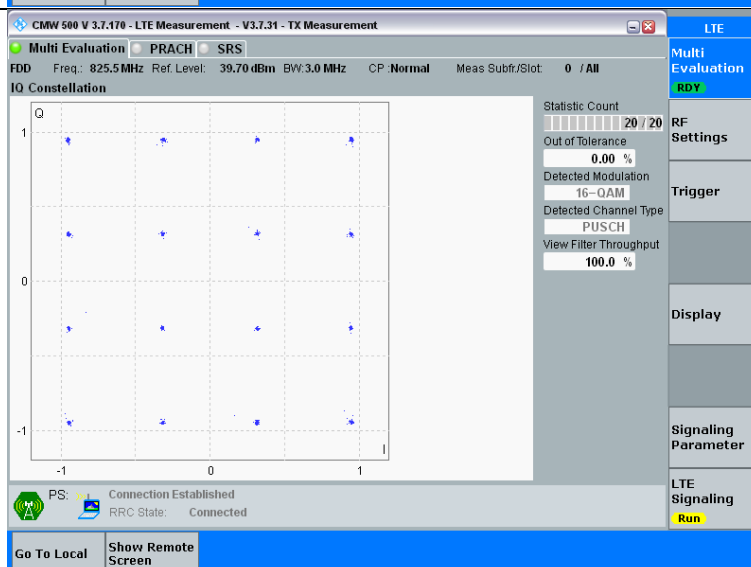 CMW 500 V 3.7.170 - LTE Measurement - V3.7.31 - TX Measurement
Multi Evaluation PRACH SRS
FDD Freq.: 825.5 MHz Ref. Level: 39.70 dBm BW: 3.0 MHz CP :Normal Meas Subfr./Slot: 0 / All
IQ Constellation
Q
1
0
-1
I
-1 0 1
Statistic Count
20 / 20
Out of Tolerance
0.00 %
Detected Modulation
16-QAM
Detected Channel Type
PUSCH
View Filter Throughput
100.0 %
PS: Connection Established
RRC State: Connected
LTE
Multi
Evaluation
RDY
RF
Settings
Trigger
Display
Signaling
Parameter
LTE
Signaling
Run
Go To Local
Show Remote
Screen